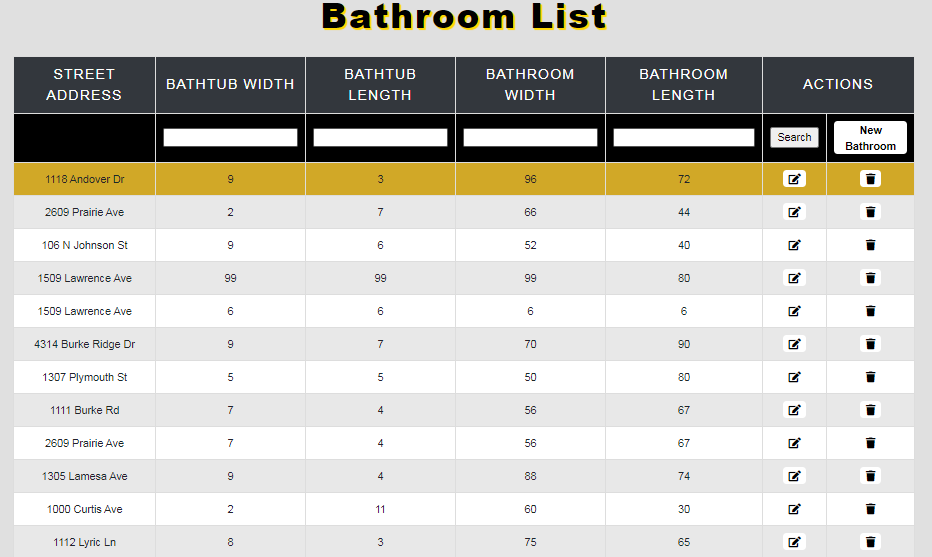 Bathroom List
STREET ADDRESS BATHTUB WIDTH BATHTUB LENGTH BATHROOM WIDTH BATHROOM LENGTH ACTIONS
Search New Bathroom
1118 Andover Dr 9 3 96 72
2609 Prairie Ave 2 7 66 44
106 N Johnson St 9 6 52 40
1509 Lawrence Ave 99 99 99 80
1509 Lawrence Ave 6 6 6 6
4314 Burke Ridge Dr 9 7 70 90
1307 Plymouth St 5 5 50 80
1111 Burke Rd 7 4 56 67
2609 Prairie Ave 7 4 56 67
1305 Lamesa Ave 9 4 88 74
1000 Curtis Ave 2 11 60 30
1112 Lyric Ln 8 3 75 65